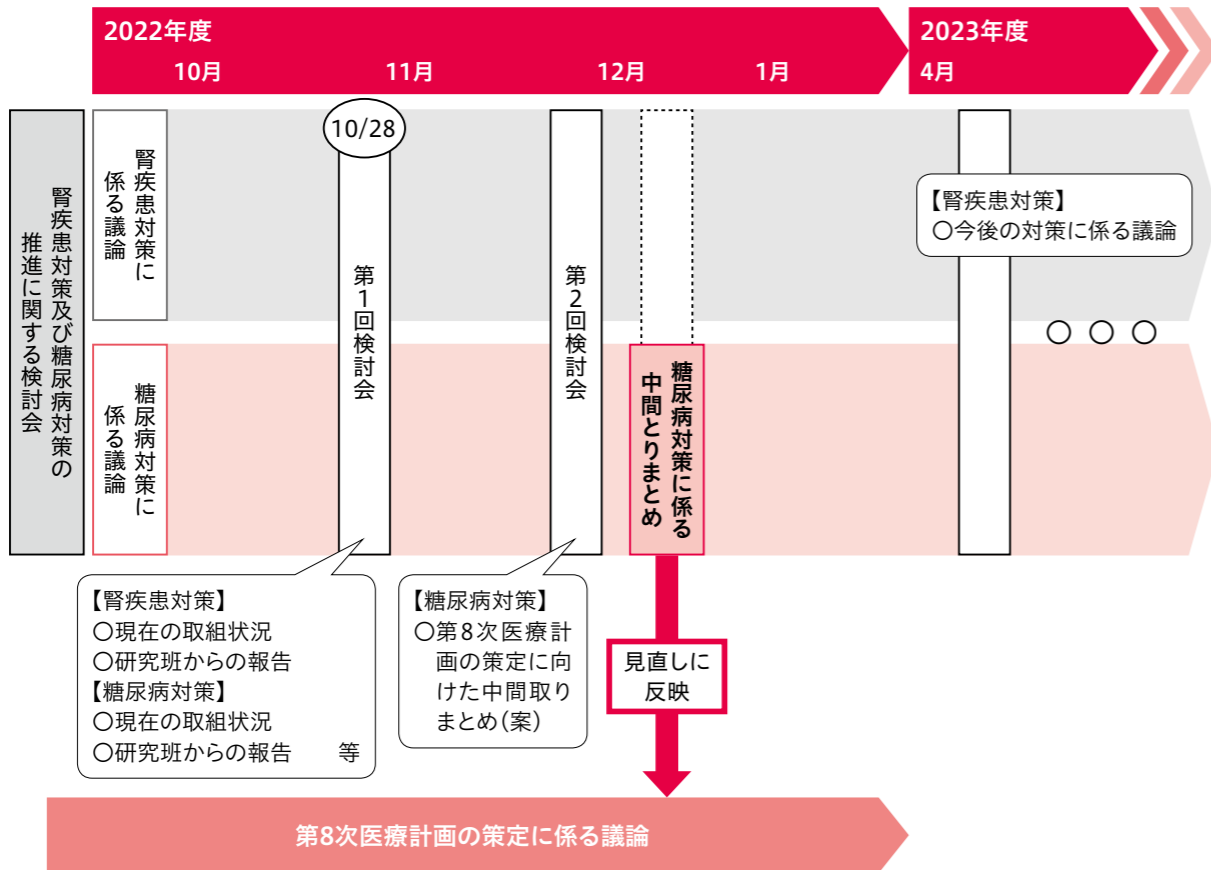 2022年度
10月
11月
12月
1月
2023年度
4月
腎疾患対策及び糖尿病対策の
推進に関する検討会
腎疾患対策に
係る議論
糖尿病対策に
係る議論
10/28
第1回検討会
第2回検討会
糖尿病対策に係る
中間とりまとめ
【腎疾患対策】
○今後の対策に係る議論
○ ○ ○
【腎疾患対策】
○現在の取組状況
○研究班からの報告
【糖尿病対策】
○現在の取組状況
○研究班からの報告 等
【糖尿病対策】
○第8次医療計
画の策定に向
けた中間取り
まとめ(案)
見直しに
反映
第8次医療計画の策定に係る議論